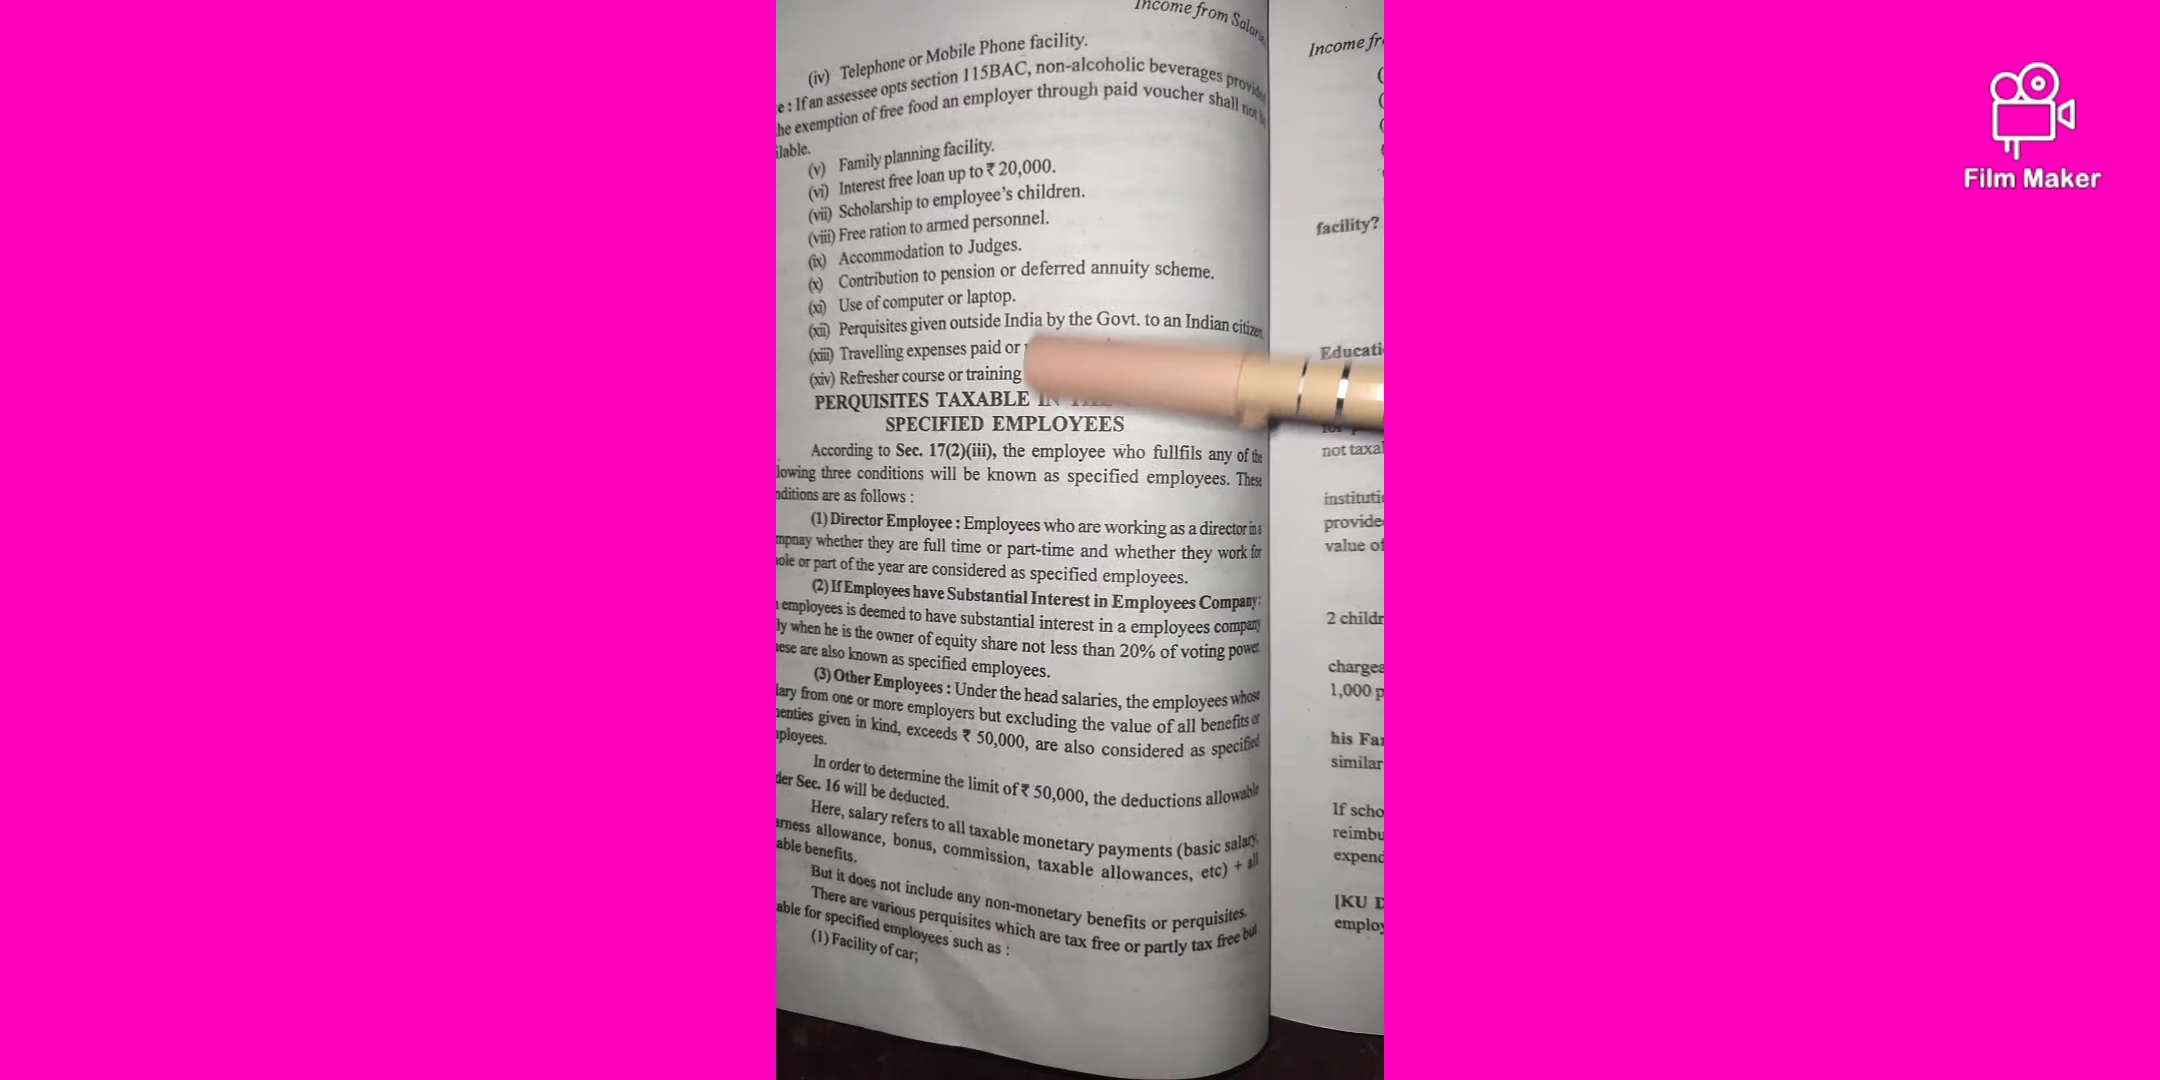 Income from Salaries
(iv) Telephone or Mobile Phone facility.
e : If an assessee opts section 115BAC, non-alcoholic beverages provided
he exemption of free food an employer through paid voucher shall not be
ilable.
(v) Family planning facility.
(vi) Interest free loan up to ₹ 20,000.
(vii) Scholarship to employee's children.
(viii) Free ration to armed personnel.
(ix) Accommodation to Judges.
(x) Contribution to pension or deferred annuity scheme.
(xi) Use of computer or laptop.
(xii) Perquisites given outside India by the Govt. to an Indian citizen
(xiii) Travelling expenses paid or
(xiv) Refresher course or training
PERQUISITES TAXABLE IN
SPECIFIED EMPLOYEES
According to Sec. 17(2)(iii), the employee who fullfils any of the
lowing three conditions will be known as specified employees. These
nditions are as follows :
(1) Director Employee : Employees who are working as a director in a
mpnay whether they are full time or part-time and whether they work for
ole or part of the year are considered as specified employees.
(2) If Employees have Substantial Interest in Employees Company:
employees is deemed to have substantial interest in a employees company
ly when he is the owner of equity share not less than 20% of voting power.
ese are also known as specified employees.
(3) Other Employees : Under the head salaries, the employees whose
lary from one or more employers but excluding the value of all benefits or
enties given in kind, exceeds ₹ 50,000, are also considered as specified
ployees.
In order to determine the limit of ₹ 50,000, the deductions allowable
der Sec. 16 will be deducted.
Here, salary refers to all taxable monetary payments (basic salary,
arness allowance, bonus, commission, taxable allowances, etc) + all
able benefits.
But it does not include any non-monetary benefits or perquisites.
There are various perquisites which are tax free or partly tax free but
able for specified employees such as :
(1) Facility of car;
Income fr
facility?
Educati
not taxa
instituti
provide
value of
2 childr
chargea
1,000 p
his Fa
similar
If scho
reimbu
expend
[KU D
employ
Film Maker